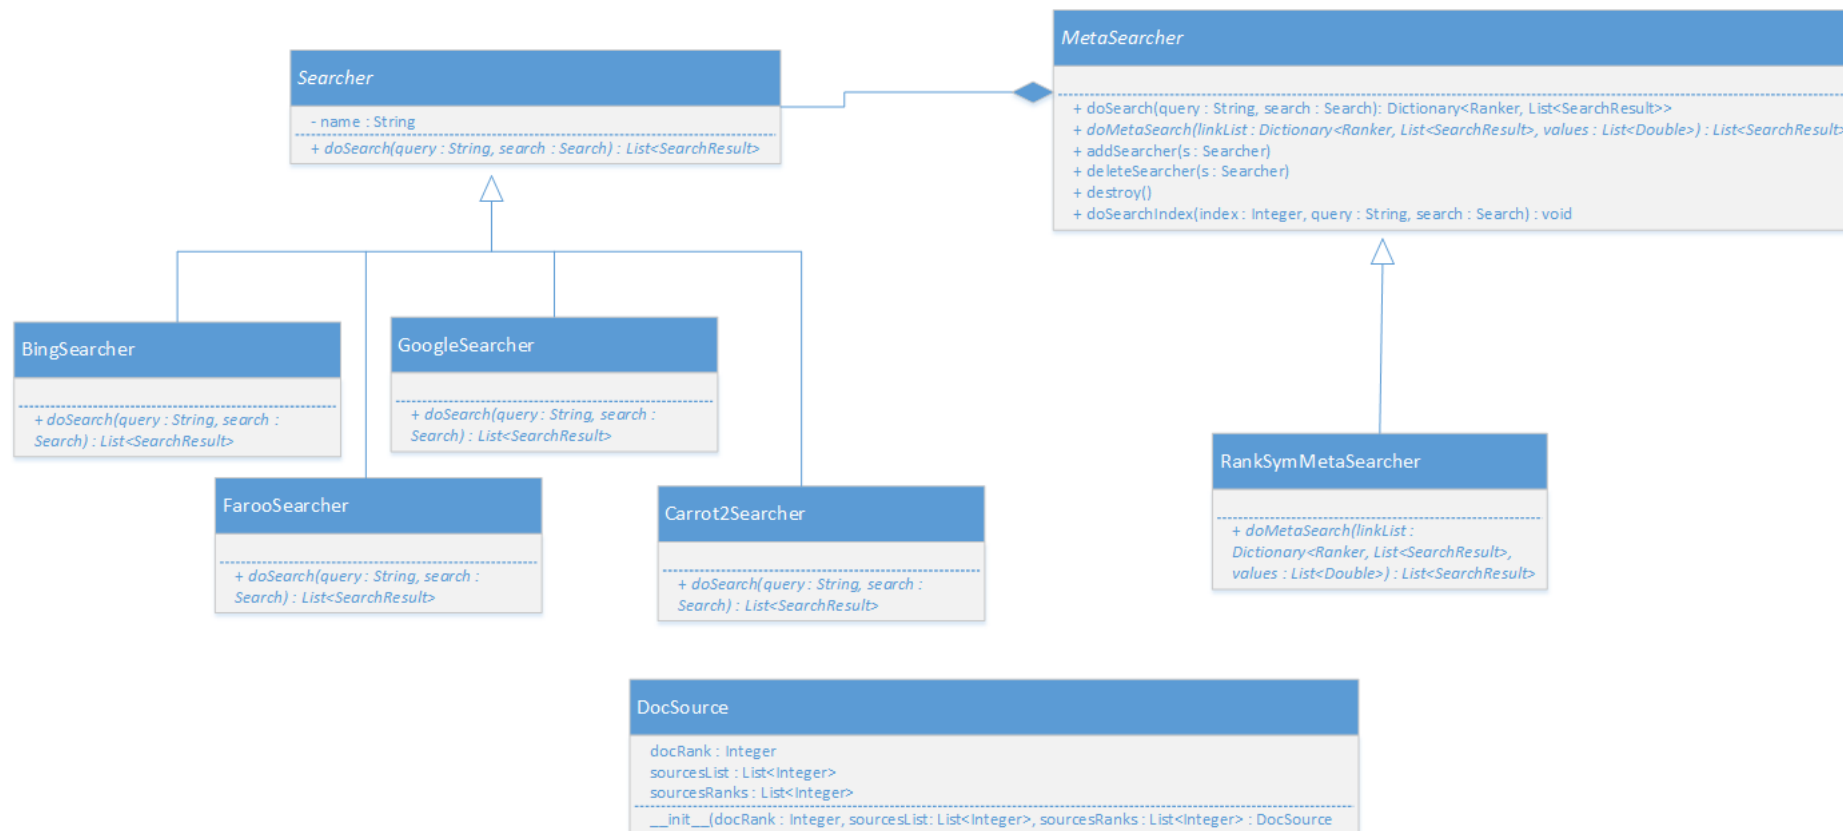 Searcher
- name : String
+ doSearch(query : String, search : Search) : List<SearchResult>
MetaSearcher
+ doSearch(query : String, search : Search): Dictionary<Ranker, List<SearchResult>>
+ doMetaSearch(linkList : Dictionary<Ranker, List<SearchResult>, values : List<Double>) : List<SearchResult>
+ addSearcher(s : Searcher)
+ deleteSearcher(s : Searcher)
+ destroy()
+ doSearchIndex(index : Integer, query : String, search : Search) : void
BingSearcher
+ doSearch(query : String, search :
Search) : List<SearchResult>
GoogleSearcher
+ doSearch(query : String, search :
Search) : List<SearchResult>
FarooSearcher
+ doSearch(query : String, search :
Search) : List<SearchResult>
Carrot2Searcher
+ doSearch(query : String, search :
Search) : List<SearchResult>
RankSymMetaSearcher
+ doMetaSearch(linkList :
Dictionary<Ranker, List<SearchResult>,
values : List<Double>) : List<SearchResult>
DocSource
docRank : Integer
sourcesList : List<Integer>
sourcesRanks : List<Integer>
__init__(docRank : Integer, sourcesList: List<Integer>, sourcesRanks : List<Integer> : DocSource